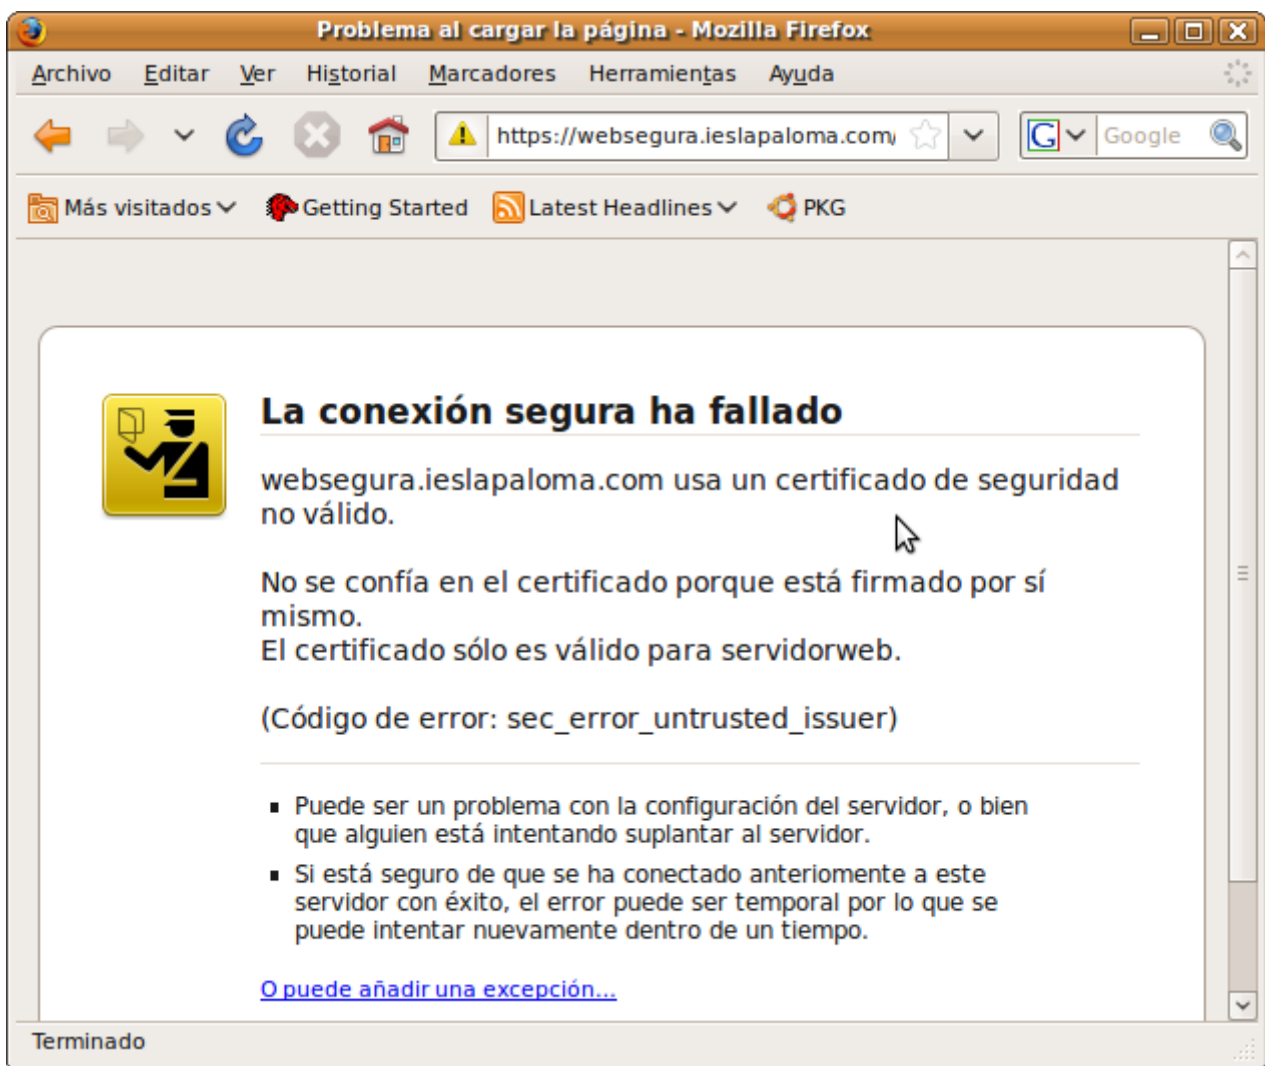 Problema al cargar la página - Mozilla Firefox
Archivo Editar Ver Historial Marcadores Herramientas Ayuda
https://websegura.ieslapaloma.com/ G Google
Más visitados Getting Started Latest Headlines PKG
La conexión segura ha fallado
websegura.ieslapaloma.com usa un certificado de seguridad
no válido.
No se confía en el certificado porque está firmado por sí
mismo.
El certificado sólo es válido para servidorweb.
(Código de error: sec_error_untrusted_issuer)
▪ Puede ser un problema con la configuración del servidor, o bien
que alguien está intentando suplantar al servidor.
▪ Si está seguro de que se ha conectado anteriomente a este
servidor con éxito, el error puede ser temporal por lo que se
puede intentar nuevamente dentro de un tiempo.
O puede añadir una excepción...
Terminado